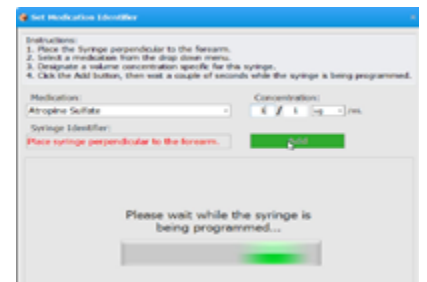 Set Medication Identifier
Instructions:
1. Place the Syringe perpendicular to the forearm.
2. Select a medication from the drop down menu.
3. Designate a volume concentration specific for this syringe.
4. Click the Add button, then wait a couple of seconds while the syringe is being programmed.
Medication: Concentration:
Atropine Sulfate / 1 /mL
Syringe Identifier:
Place syringe perpendicular to the forearm. Add
Please wait while the syringe is
being programmed...